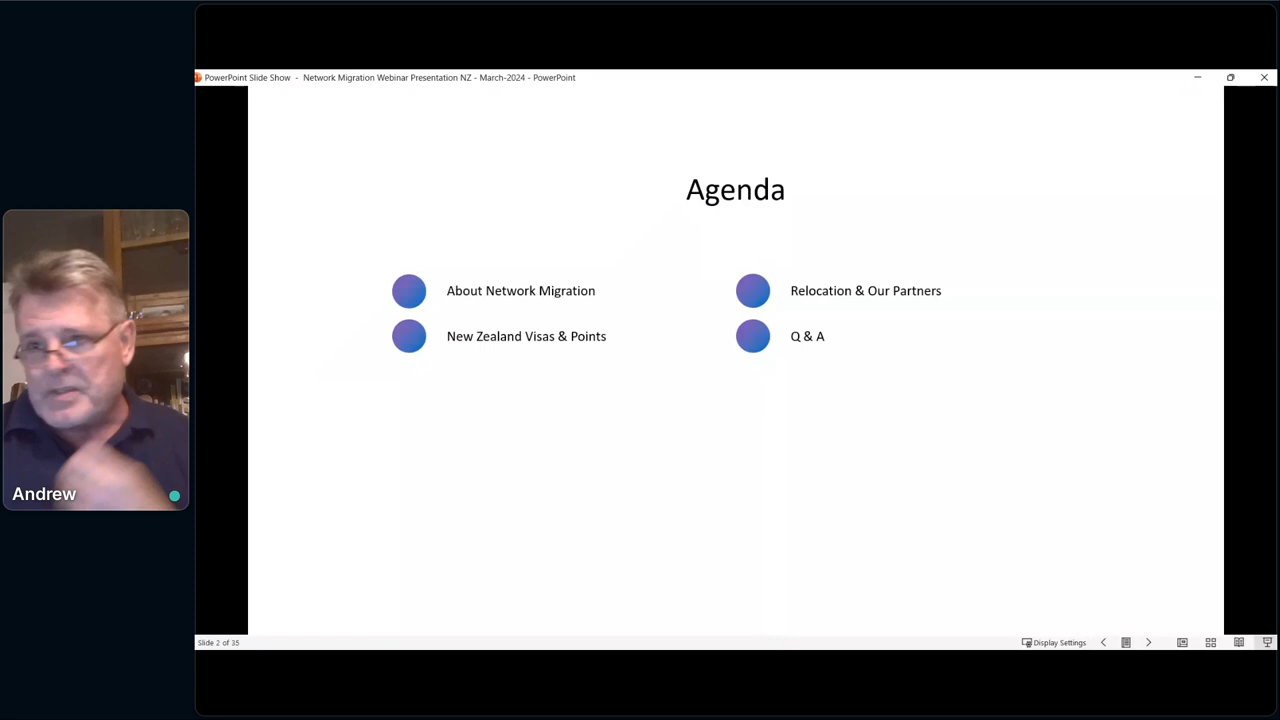 PowerPoint Slide Show - Network Migration Webinar Presentation NZ - March-2024 - PowerPoint
Agenda
About Network Migration
New Zealand Visas & Points
Relocation & Our Partners
Q & A
Andrew
Slide 2 of 35
Display Settings